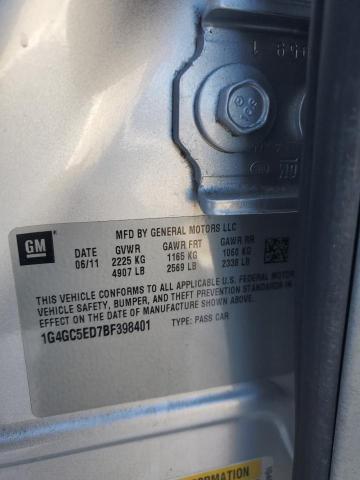 GM
MFD BY GENERAL MOTORS LLC
DATE GVWR GAWR FRT GAWR RR
06/11 2225 KG 1165 KG 1060 KG
4907 LB 2569 LB 2338 LB
THIS VEHICLE CONFORMS TO ALL APPLICABLE U.S. FEDERAL MOTOR
VEHICLE SAFETY, BUMPER, AND THEFT PREVENTION STANDARDS
IN EFFECT ON THE DATE OF MANUFACTURE SHOWN ABOVE.
1G4GC5ED7BF398401 TYPE: PASS CAR
INFORMATION